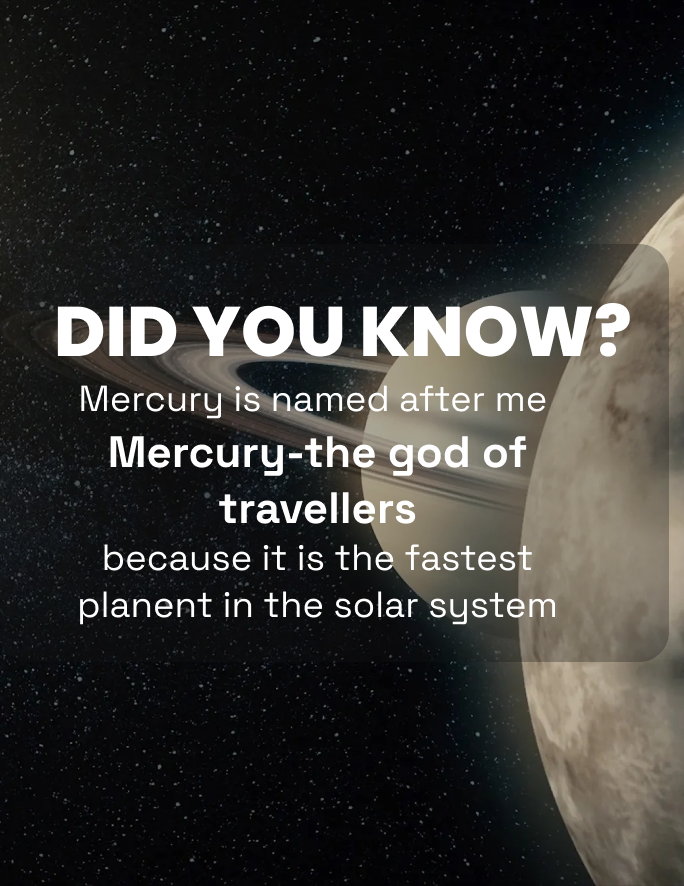 DID YOU KNOW?
Mercury is named after me
Mercury-the god of
travellers
because it is the fastest
planent in the solar system